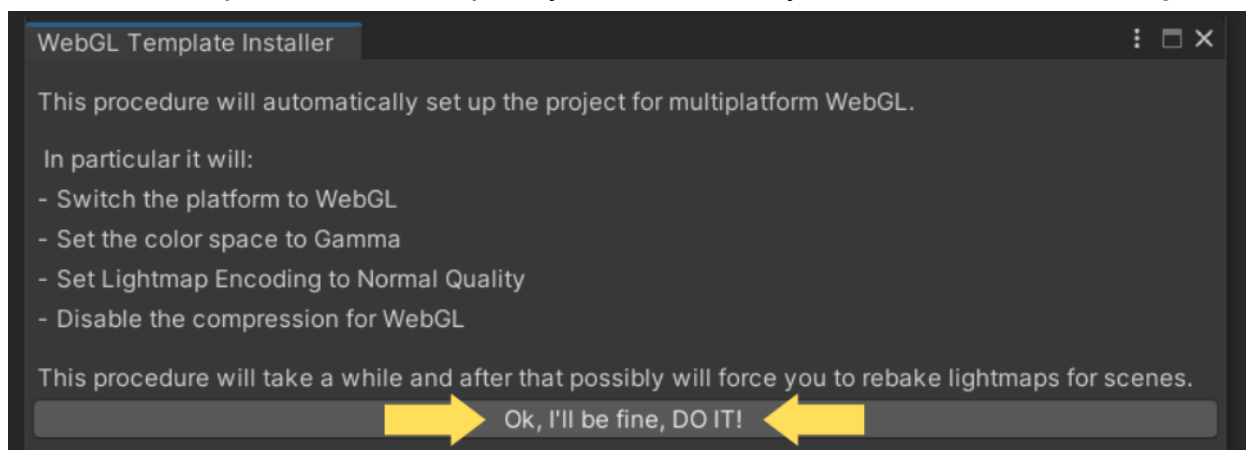 WebGL Template Installer
This procedure will automatically set up the project for multiplatform WebGL.
In particular it will:
- Switch the platform to WebGL
- Set the color space to Gamma
- Set Lightmap Encoding to Normal Quality
- Disable the compression for WebGL
This procedure will take a while and after that possibly will force you to rebake lightmaps for scenes.
Ok, I'll be fine, DO IT!